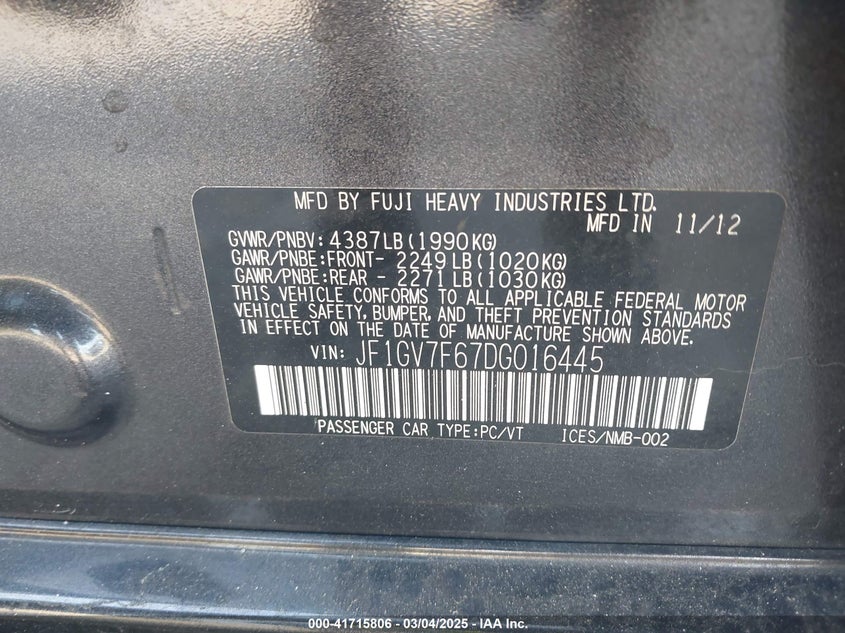 MFD BY FUJI HEAVY INDUSTRIES LTD.
MFD IN 11/12
GVWR/PNBV: 4387LB(1990KG)
GAWR/PNBE:FRONT- 2249LB(1020KG)
GAWR/PNBE:REAR - 2271LB(1030KG)
THIS VEHICLE CONFORMS TO ALL APPLICABLE FEDERAL MOTOR
VEHICLE SAFETY, BUMPER, AND THEFT PREVENTION STANDARDS
IN EFFECT ON THE DATE OF MANUFACTURE SHOWN ABOVE.
VIN: JF1GV7F67DG016445
PASSENGER CAR TYPE:PC/VT ICES/NMB-002
000-41715806 - 03/04/2025 - IAA Inc.